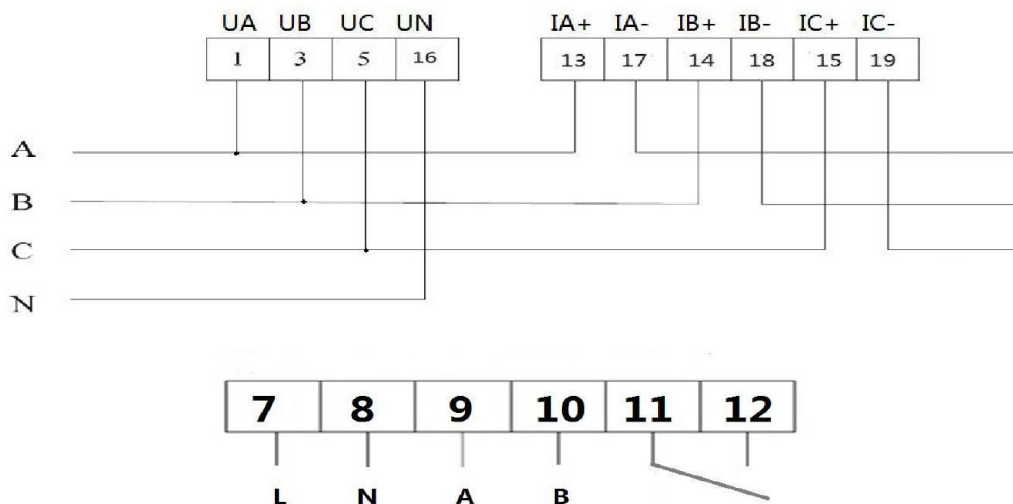 UA UB UC UN IA+ IA- IB+ IB- IC+ IC-
1 3 5 16 13 17 14 18 15 19
A
B
C
N
7 8 9 10 11 12
L N A B